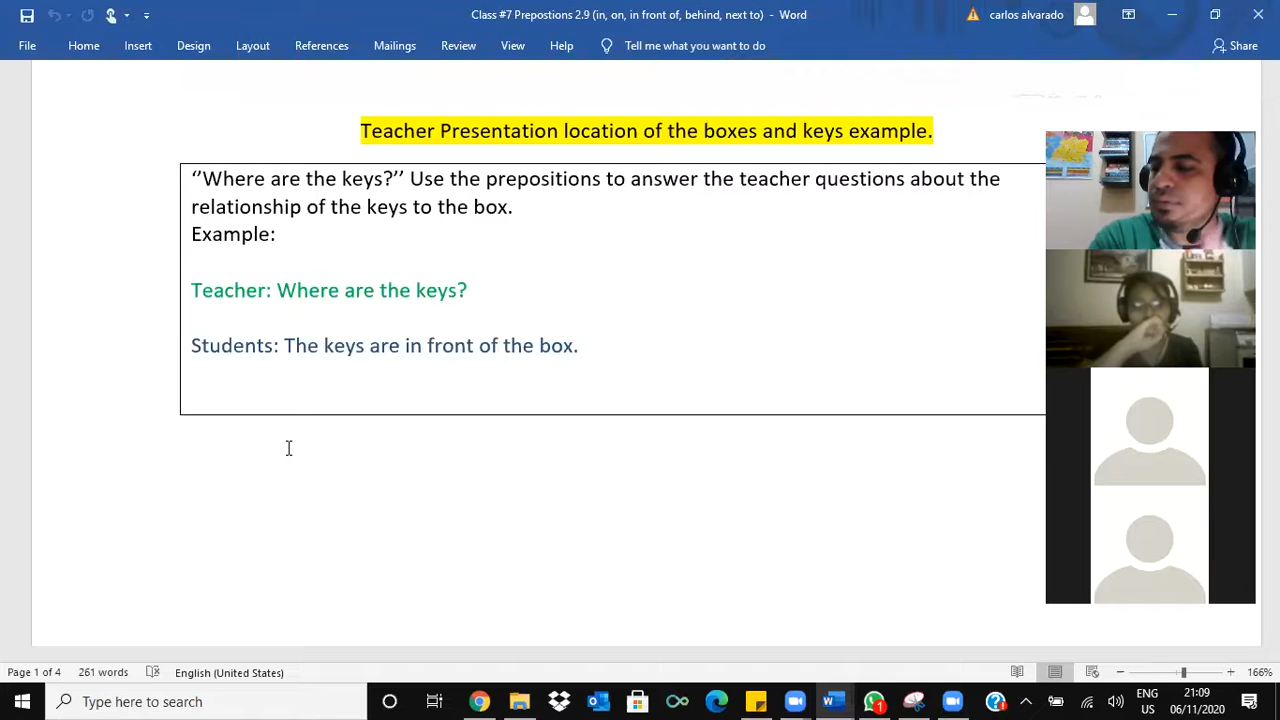 Class #7 Prepostions 2.9 (in, on, in front of, behind, next to) - Word
carlos alvarado
File Home Insert Design Layout References Mailings Review View Help Tell me what you want to do Share
Teacher Presentation location of the boxes and keys example.
‘’Where are the keys?’’ Use the prepositions to answer the teacher questions about the
relationship of the keys to the box.
Example:
Teacher: Where are the keys?
Students: The keys are in front of the box.
Page 1 of 4 261 words English (United States) 166%
Type here to search
1
ENG
US
21:09
06/11/2020